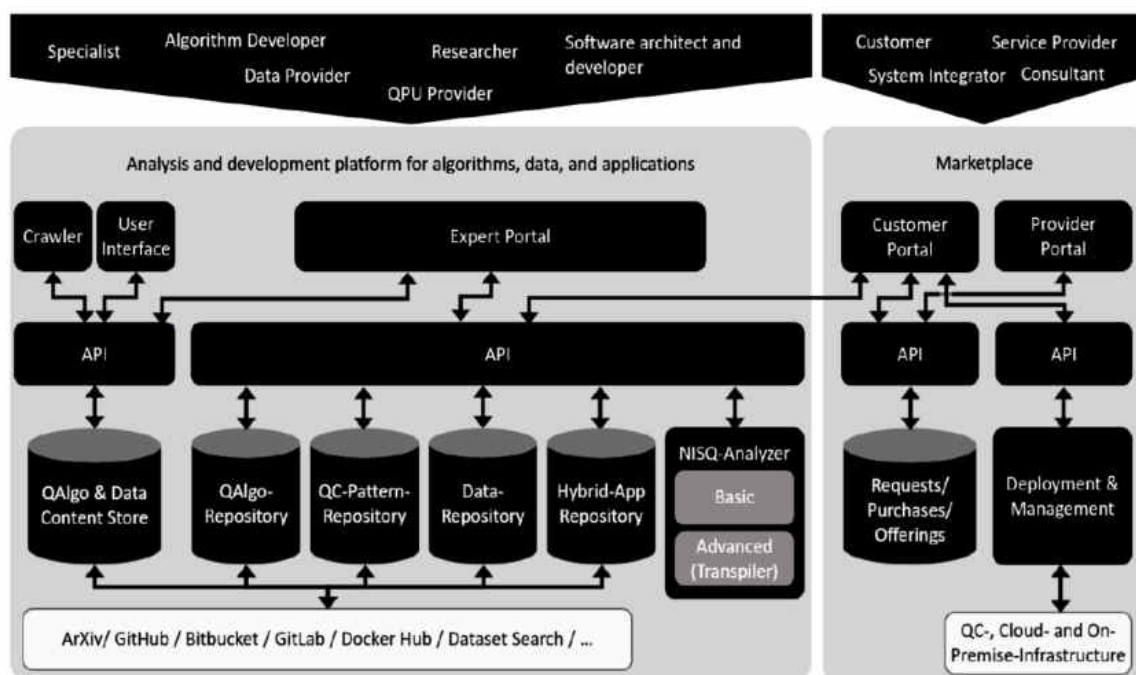 Specialist
Algorithm Developer
Data Provider
Researcher
QPU Provider
Software architect and
developer
Customer
Service Provider
System Integrator
Consultant
Analysis and development platform for algorithms, data, and applications
Marketplace
Crawler
User
Interface
Expert Portal
Customer
Portal
Provider
Portal
API
API
API
API
QAlgo & Data
Content Store
QAlgo-
Repository
QC-Pattern-
Repository
Data-
Repository
Hybrid-App
Repository
NISQ-Analyzer
Basic
Advanced
(Transpiler)
Requests/
Purchases/
Offerings
Deployment &
Management
ArXiv/ GitHub / Bitbucket / GitLab / Docker Hub / Dataset Search / ...
QC-, Cloud- and On-
Premise-Infrastructure